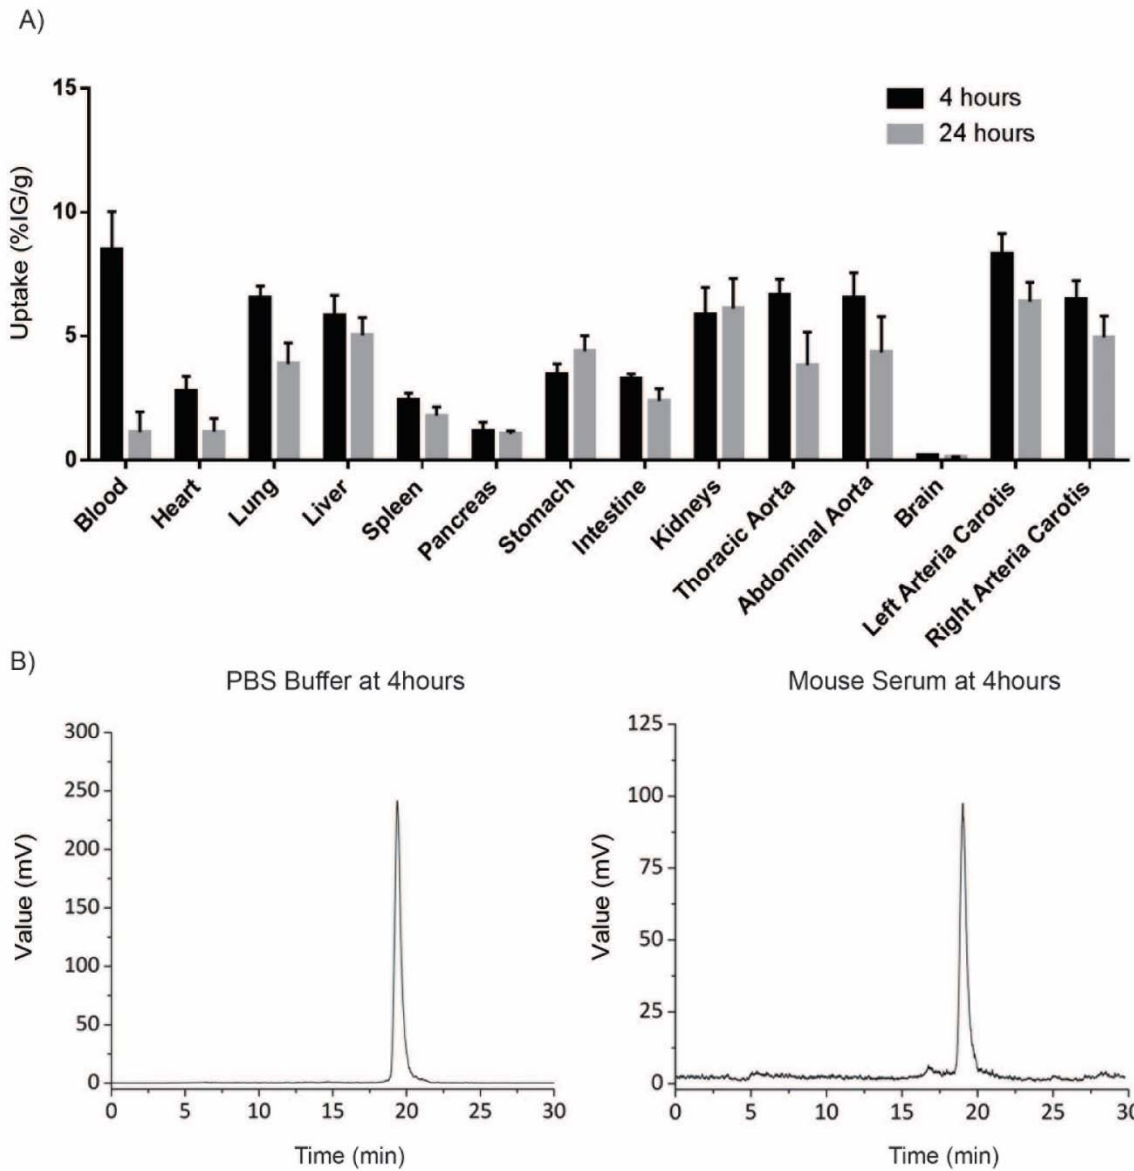 A)
15
10
5
0
Uptake (%IG/g)
4 hours
24 hours
Blood
Heart
Lung
Liver
Spleen
Pancreas
Stomach
Intestine
Kidneys
Thoracic Aorta
Abdominal Aorta
Brain
Left Arteria Carotis
Right Arteria Carotis
B)
PBS Buffer at 4hours
300
250
200
150
100
50
0
Value (mV)
0 5 10 15 20 25 30
Time (min)
Mouse Serum at 4hours
125
100
75
50
25
0
Value (mV)
0 5 10 15 20 25 30
Time (min)